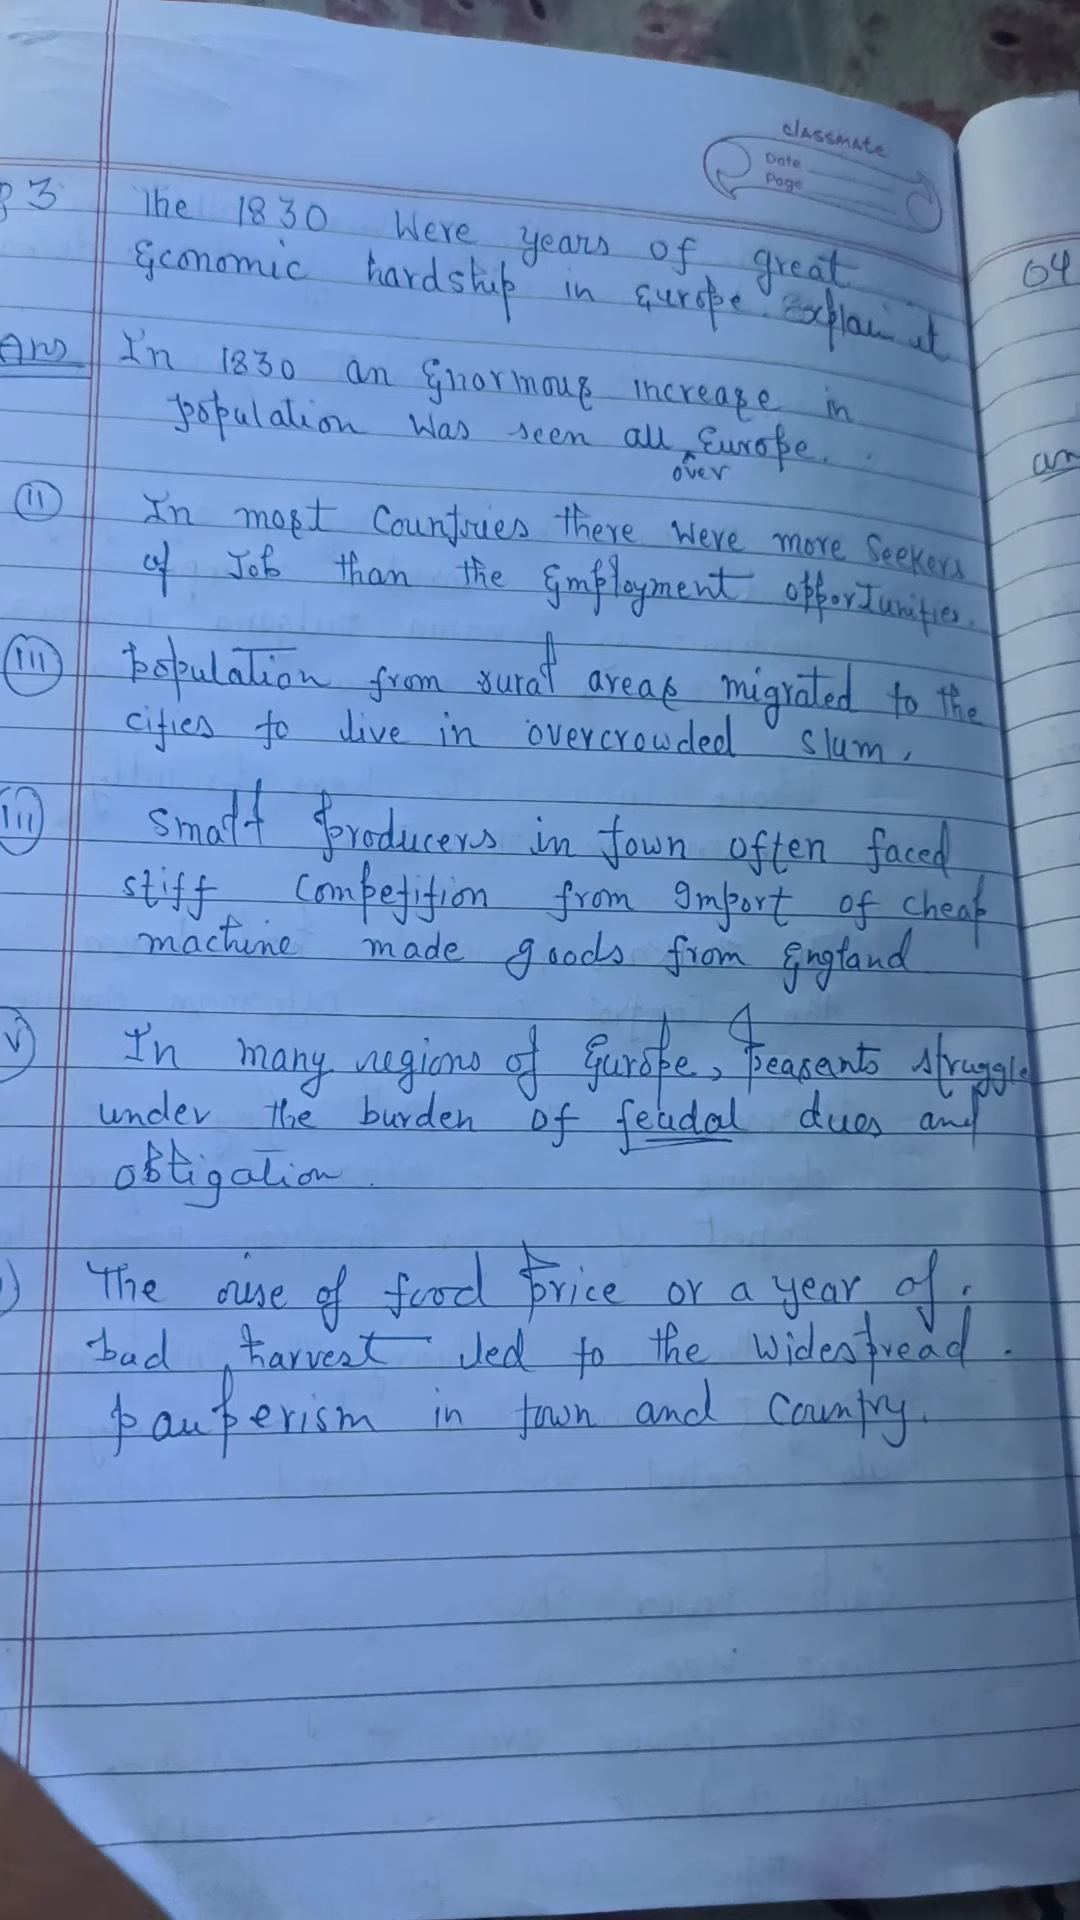 classmate
Date
Page
3 The 1830 Were years of great
Economic hardship in Europe. explain it
Ans In 1830 an Enormous increase in
population was seen all over Europe.
(ii) In most Countries there were more Seekers
of Job than the Employment opportunities.
(iii) population from rural areas migrated to the
cities to live in overcrowded slum.
(iii) Small producers in town often faced
stiff Competition from Import of cheap
machine made goods from England
v) In many regions of Europe, Peasants struggle
under the burden of feudal dues and
obligation.
) The rise of food price or a year of.
bad harvest led to the widespread.
pauperism in town and country.
04
an